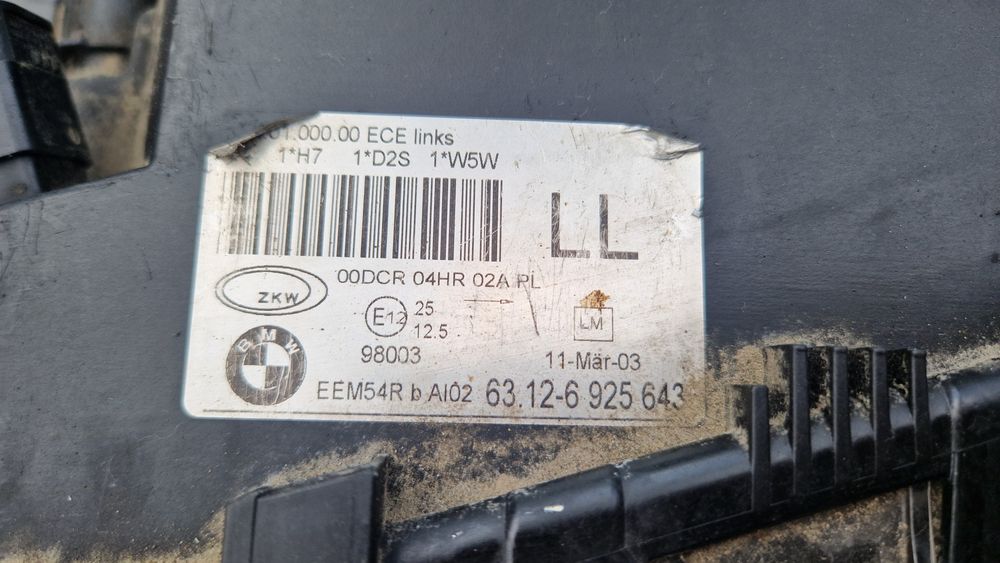 01.000.00 ECE links
1*H7 1*D2S 1*W5W
LL
00DCR 04HR 02A PL
ZKW
E12 25
12.5
LM
98003
11-Mär-03
BMW
EEM54R b AI02 63.12-6 925 643